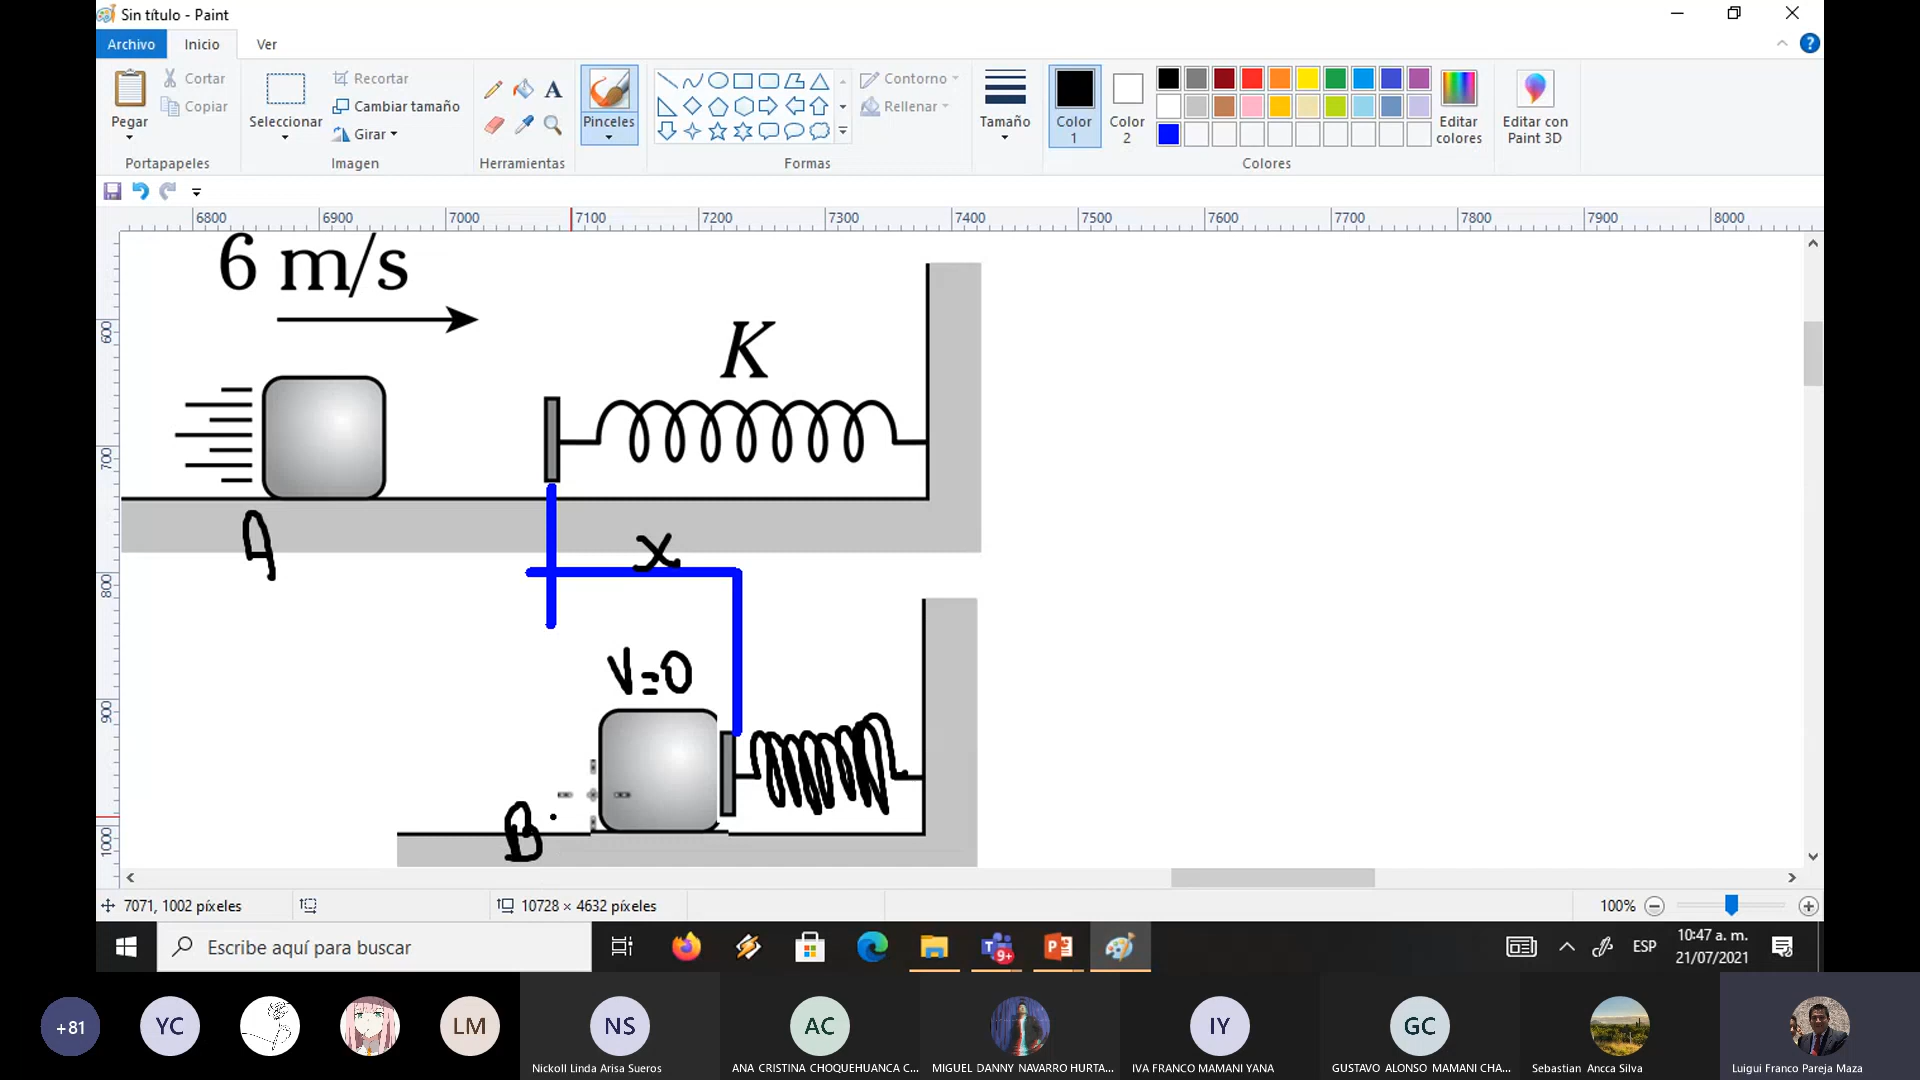 Sin título - Paint
Archivo
Inicio
Ver
Pegar
Cortar
Copiar
Portapapeles
Seleccionar
Recortar
Cambiar tamaño
Girar
Imagen
A
Herramientas
Pinceles
Contorno
Rellenar
Formas
Tamaño
Color 1
Color 2
Editar colores
Editar con Paint 3D
Colores
6800 6900 7000 7100 7200 7300 7400 7500 7600 7700 7800 7900 8000
600
700
800
900
1000
6 m/s
K
A
x
V=0
B
7071, 1002 píxeles
10728 × 4632 píxeles
100%
Escribe aquí para buscar
9+
ESP
10:47 a. m.
21/07/2021
+81
YC
LM
NS
Nickoll Linda Arisa Sueros
AC
ANA CRISTINA CHOQUEHUANCA C...
MIGUEL DANNY NAVARRO HURTA...
IY
IVA FRANCO MAMANI YANA
GC
GUSTAVO ALONSO MAMANI CHA...
Sebastian Ancca Silva
Luigui Franco Pareja Maza